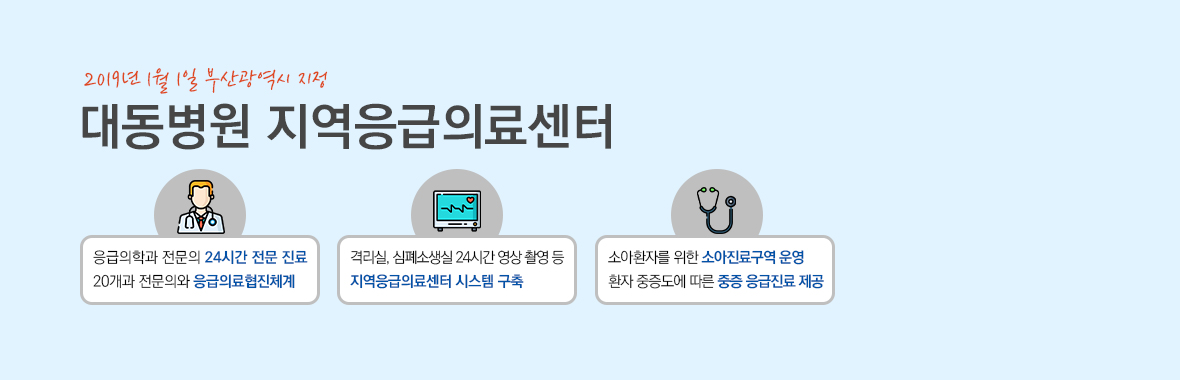 2019년 1월 1일 부산광역시 지정
대동병원 지역응급의료센터
응급의학과 전문의 24시간 전문 진료
20개과 전문의와 응급의료협진체계
격리실, 심폐소생실 24시간 영상 촬영 등
지역응급의료센터 시스템 구축
소아환자를 위한 소아진료구역 운영
환자 중증도에 따른 중증 응급진료 제공